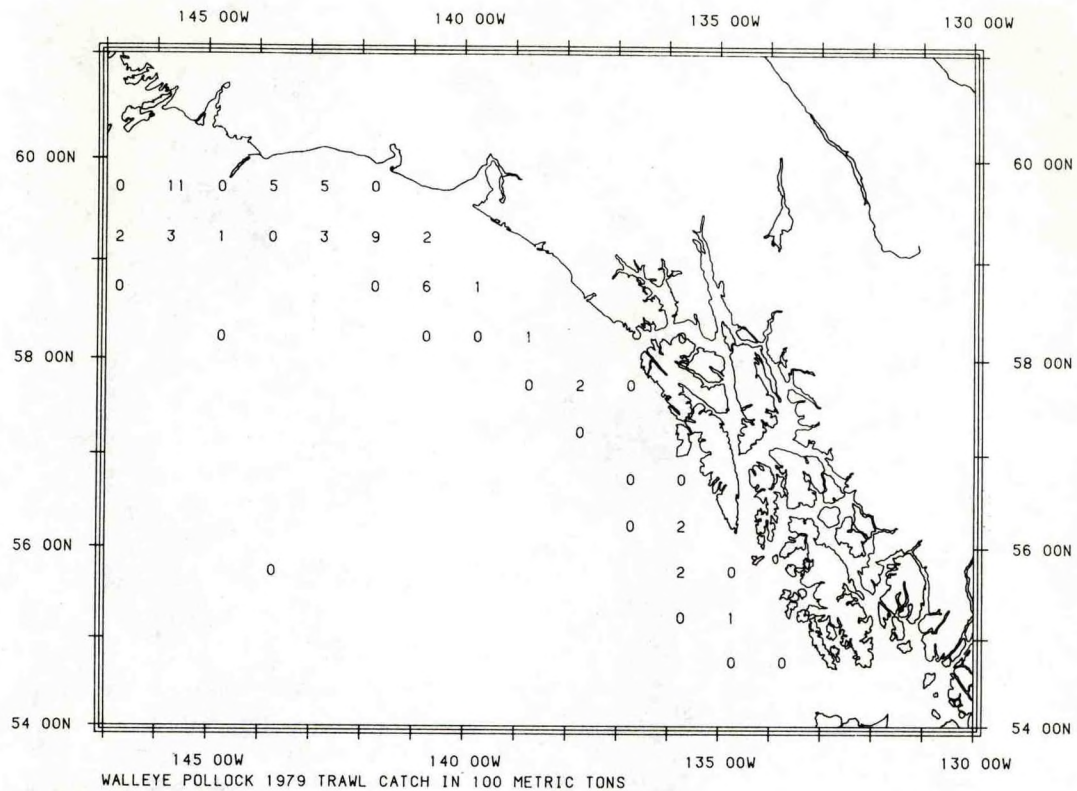 145 00W 140 00W 135 00W 130 00W
60 00N 60 00N
0 11 0 5 5 0
2 3 1 0 3 9 2
0 0 6 1
0 0 0 1
58 00N 58 00N
0 2 0
0
0 0
0 2
56 00N 56 00N
0 2 0
0 1
0 0
54 00N 54 00N
145 00W 140 00W 135 00W 130 00W
WALLEYE POLLOCK 1979 TRAWL CATCH IN 100 METRIC TONS